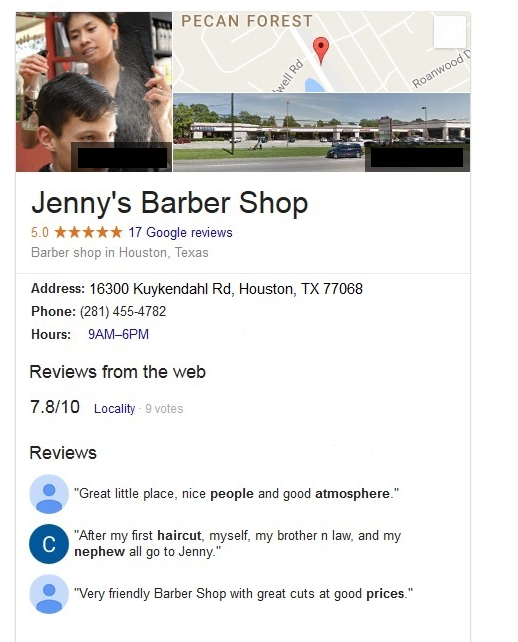 PECAN FOREST
well Rd
Roanwood D
Jenny's Barber Shop
5.0 ★★★★★ 17 Google reviews
Barber shop in Houston, Texas
Address: 16300 Kuykendahl Rd, Houston, TX 77068
Phone: (281) 455-4782
Hours: 9AM–6PM
Reviews from the web
7.8/10 Locality · 9 votes
Reviews
"Great little place, nice people and good atmosphere."
C
"After my first haircut, myself, my brother n law, and my
nephew all go to Jenny."
"Very friendly Barber Shop with great cuts at good prices."